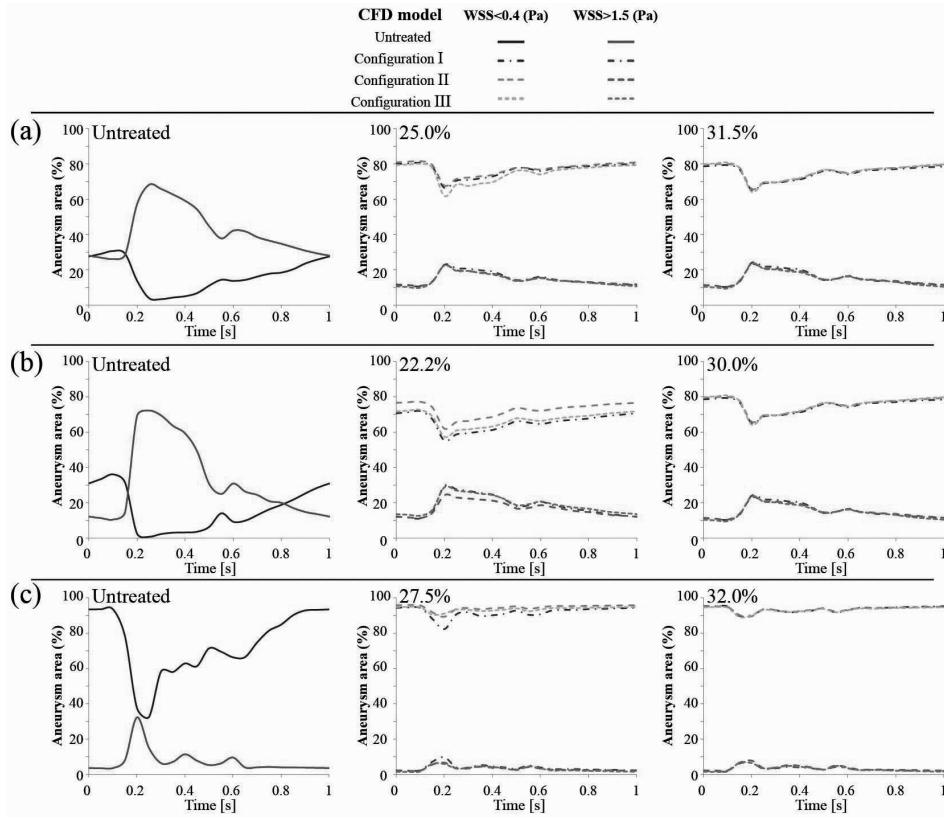 CFD model WSS<0.4 (Pa) WSS>1.5 (Pa)
Untreated
Configuration I
Configuration II
Configuration III
(a)
Untreated 25.0% 31.5%
Aneurysm area (%) Aneurysm area (%) Aneurysm area (%)
100 100 100
80 80 80
60 60 60
40 40 40
20 20 20
0 0 0
0 0.2 0.4 0.6 0.8 1 0 0.2 0.4 0.6 0.8 1 0 0.2 0.4 0.6 0.8 1
Time [s] Time [s] Time [s]
(b)
Untreated 22.2% 30.0%
Aneurysm area (%) Aneurysm area (%) Aneurysm area (%)
100 100 100
80 80 80
60 60 60
40 40 40
20 20 20
0 0 0
0 0.2 0.4 0.6 0.8 1 0 0.2 0.4 0.6 0.8 1 0 0.2 0.4 0.6 0.8 1
Time [s] Time [s] Time [s]
(c)
Untreated 27.5% 32.0%
Aneurysm area (%) Aneurysm area (%) Aneurysm area (%)
100 100 100
80 80 80
60 60 60
40 40 40
20 20 20
0 0 0
0 0.2 0.4 0.6 0.8 1 0 0.2 0.4 0.6 0.8 1 0 0.2 0.4 0.6 0.8 1
Time [s] Time [s] Time [s]